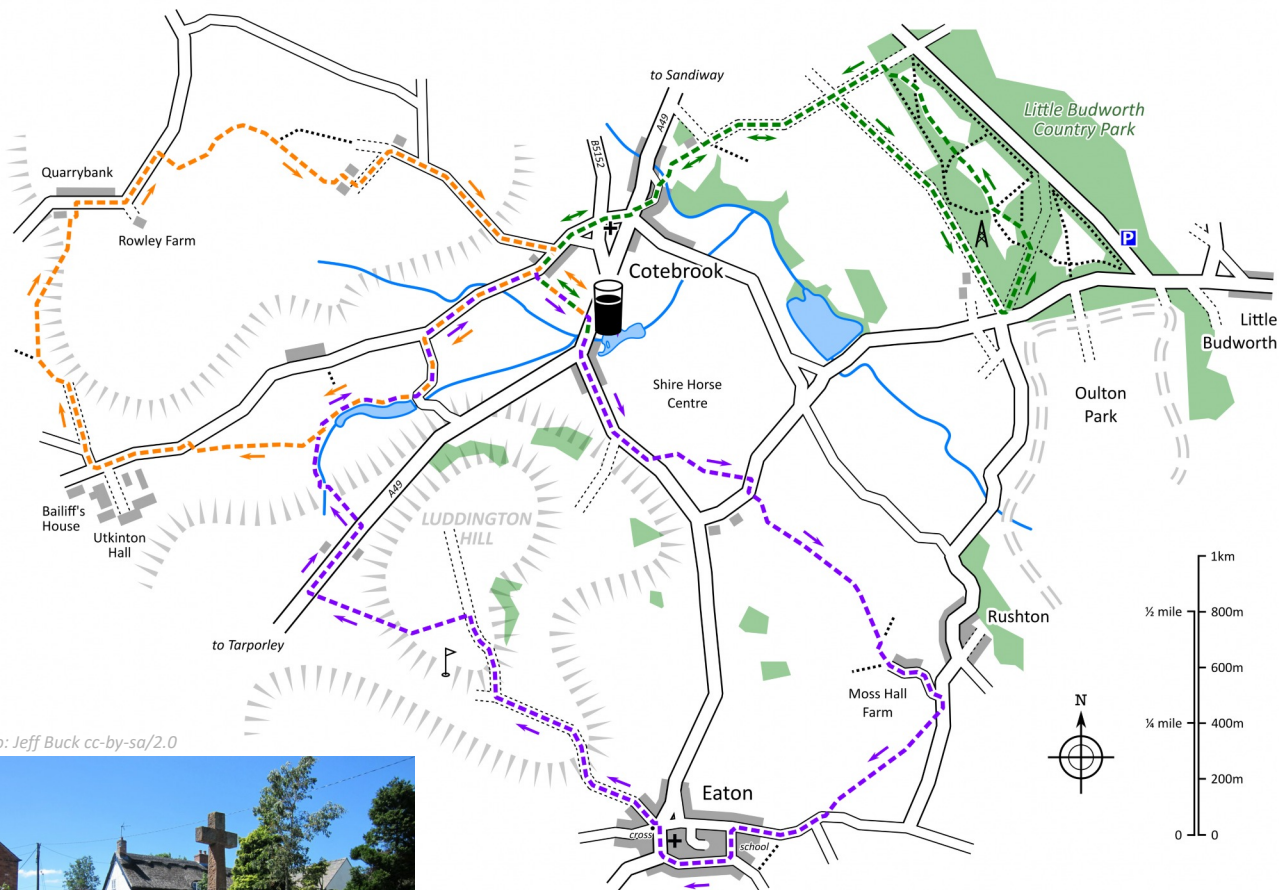 to Sandiway
A49
B5152
Little Budworth
Country Park
P
Quarrybank
Rowley Farm
Cotebrook
Little
Budworth
Shire Horse
Centre
Oulton
Park
A49
LUDDINGTON
HILL
Bailiff's
House
Utkinton
Hall
1km
½ mile
800m
Rushton
to Tarporley
600m
Moss Hall
Farm
N
¼ mile
400m
o: Jeff Buck cc-by-sa/2.0
200m
Eaton
cross
school
0
0